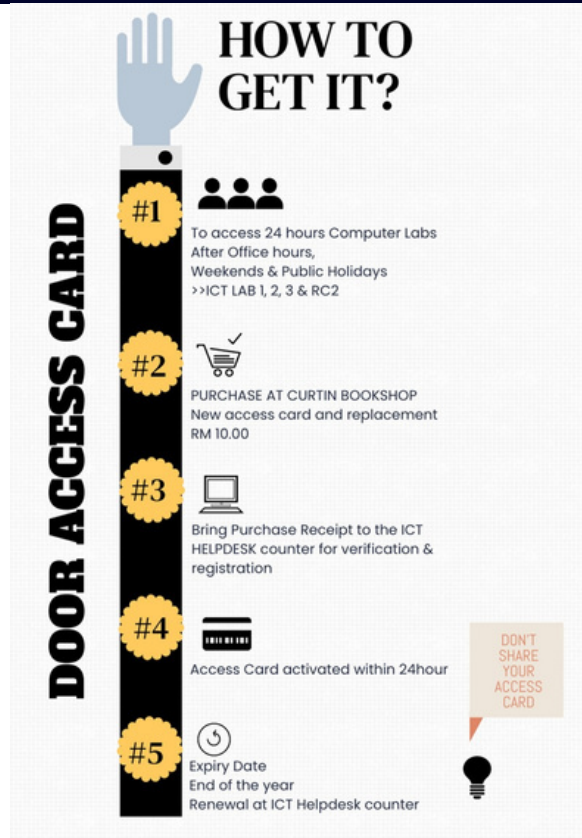 HOW TO
GET IT?
DOOR ACCESS CARD
#1
To access 24 hours Computer Labs
After Office hours,
Weekends & Public Holidays
>>ICT LAB 1, 2, 3 & RC2
#2
PURCHASE AT CURTIN BOOKSHOP
New access card and replacement
RM 10.00
#3
Bring Purchase Receipt to the ICT
HELPDESK counter for verification &
registration
#4
Access Card activated within 24hour
DON'T
SHARE
YOUR
ACCESS
CARD
#5
Expiry Date
End of the year
Renewal at ICT Helpdesk counter